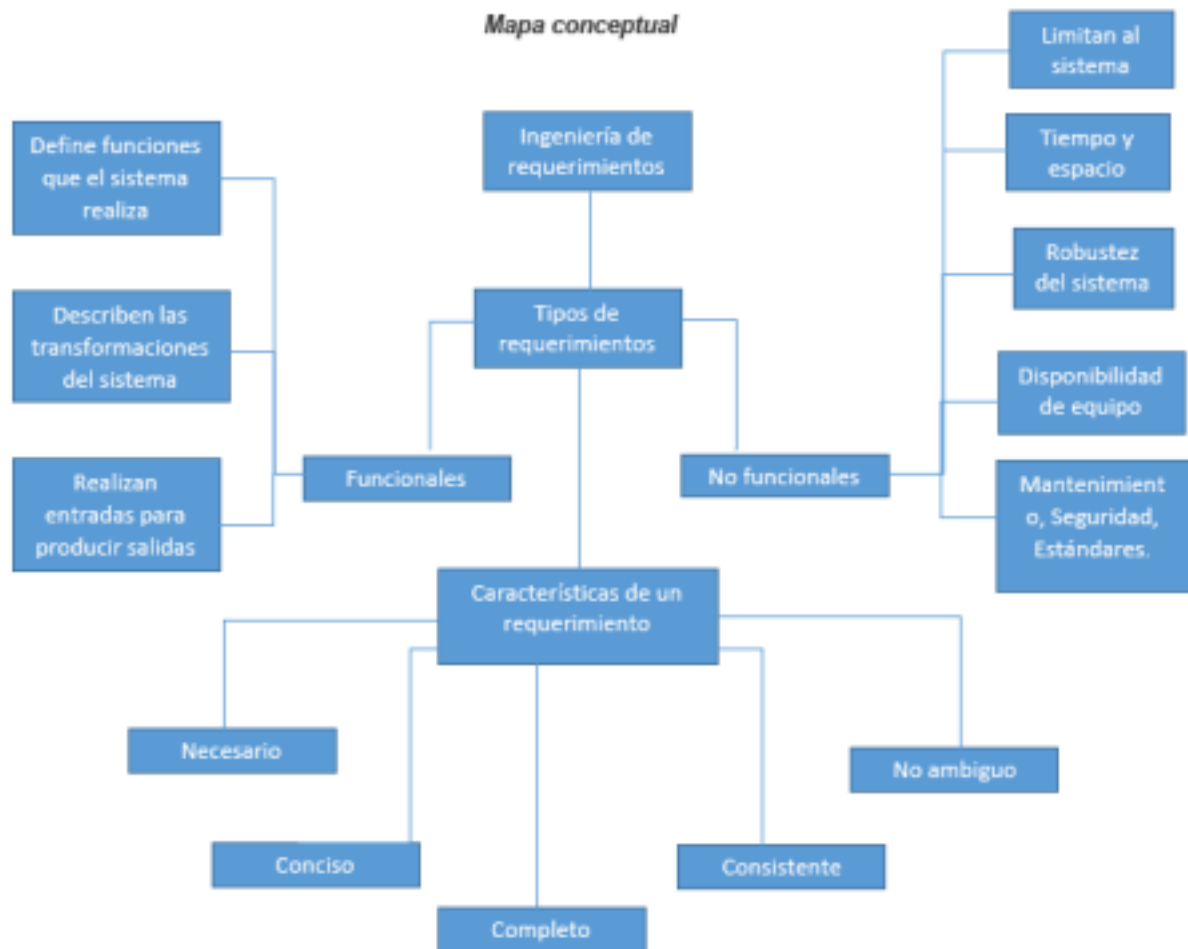 Mapa conceptual
Ingeniería de
requerimientos
Tipos de
requerimientos
Define funciones
que el sistema
realiza
Describen las
transformaciones
del sistema
Realizan
entradas para
producir salidas
Funcionales
No funcionales
Limitan al
sistema
Tiempo y
espacio
Robustez
del sistema
Disponibilidad
de equipo
Mantenimient
o, Seguridad,
Estándares.
Características de un
requerimiento
Necesario
Conciso
Completo
Consistente
No ambiguo